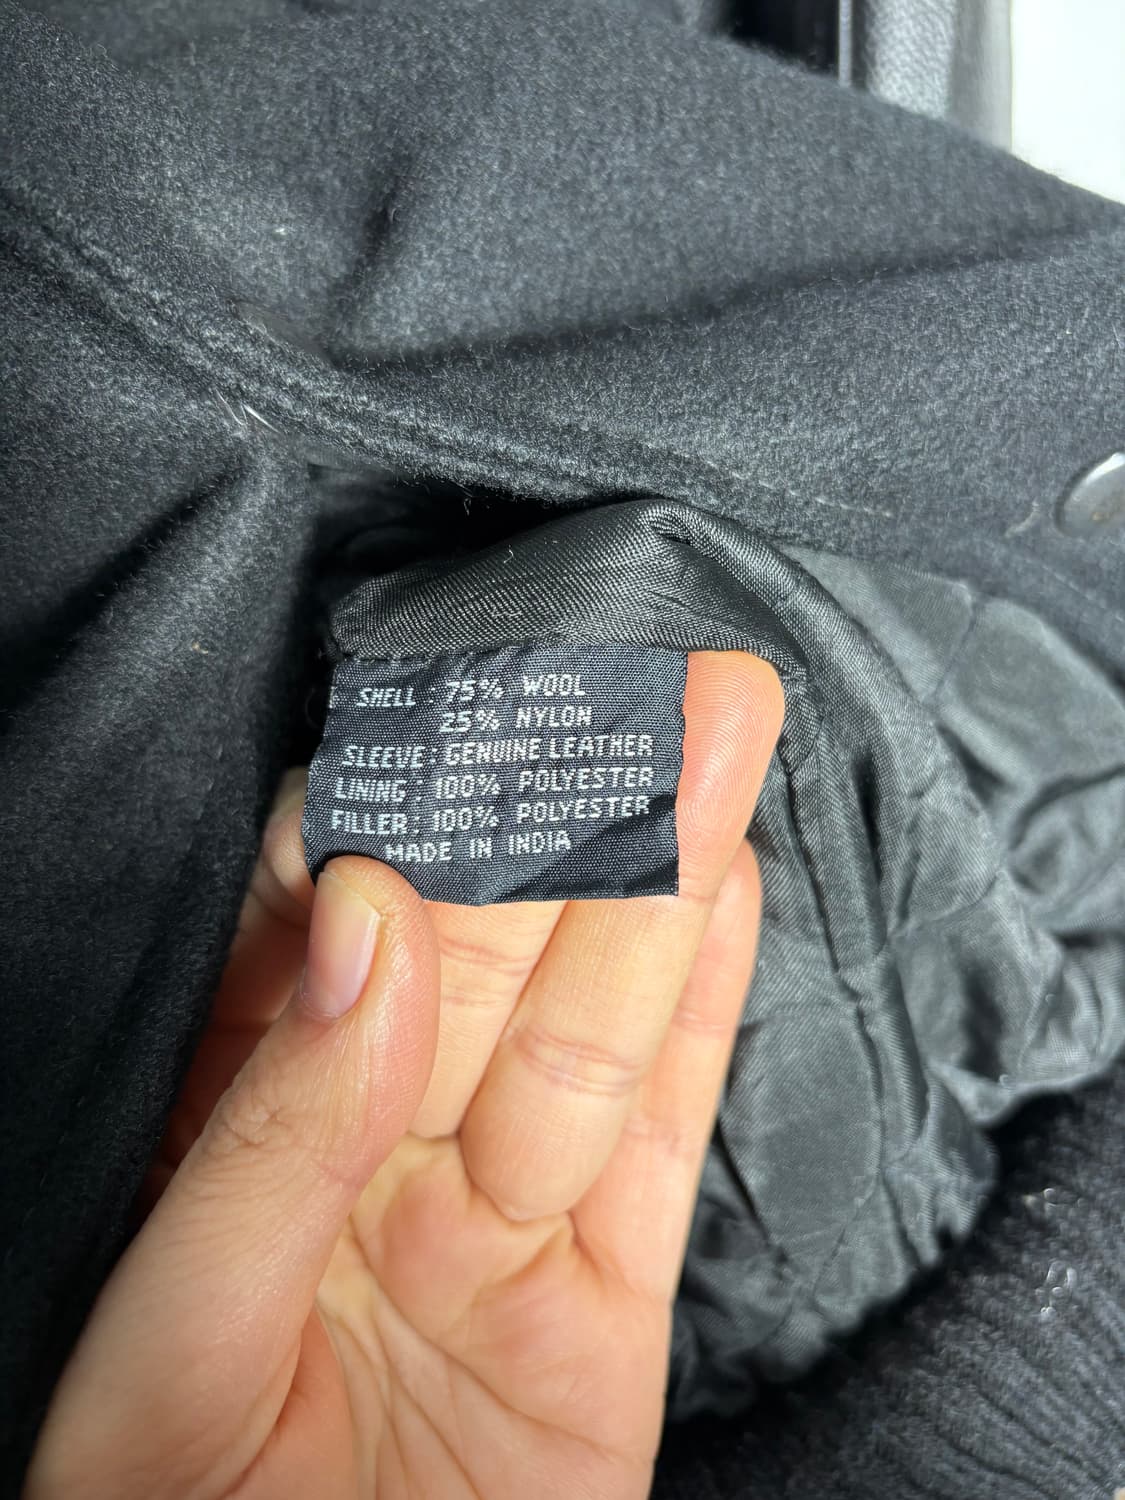 SHELL : 75% WOOL
25% NYLON
SLEEVE : GENUINE LEATHER
LINING : 100% POLYESTER
FILLER : 100% POLYESTER
MADE IN INDIA